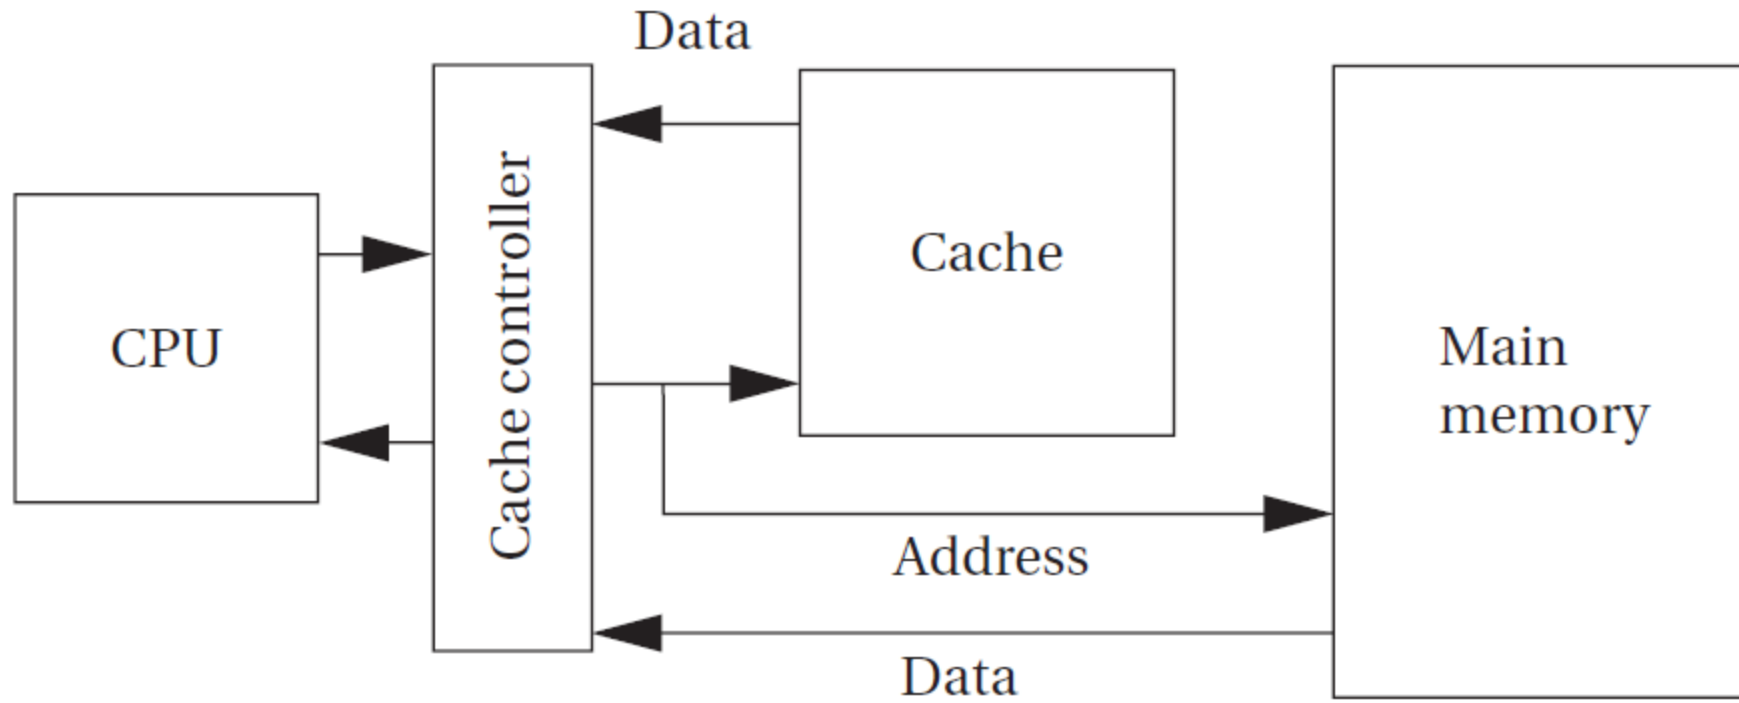 Data
Cache controller
Cache
CPU
Main
memory
Address
Data